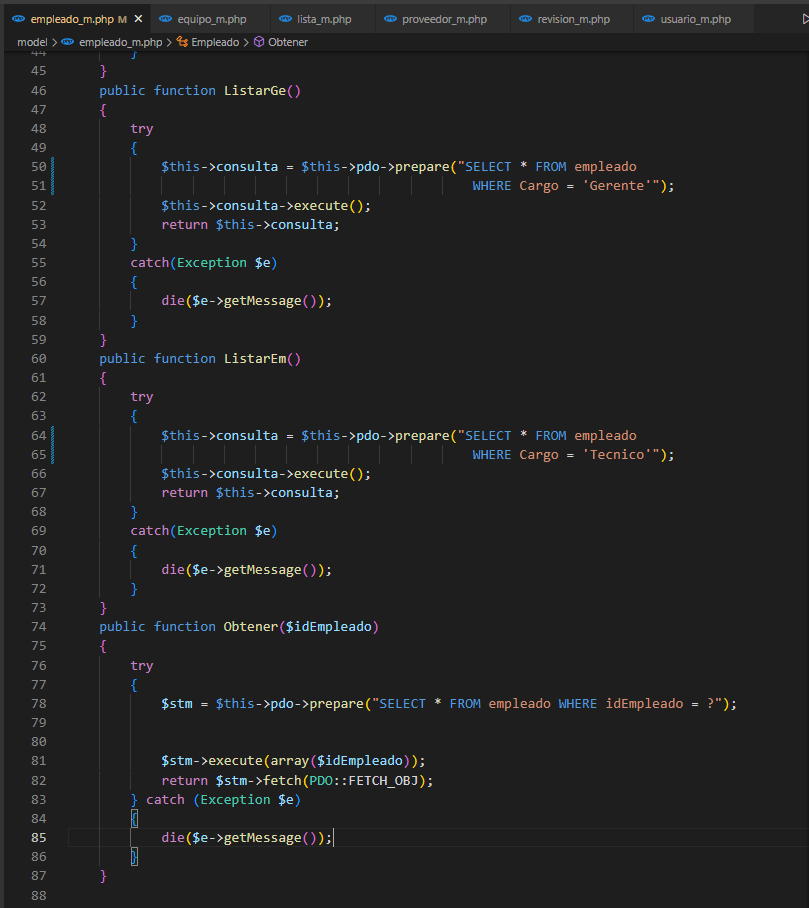 empleado_m.php M × equipo_m.php lista_m.php proveedor_m.php revision_m.php usuario_m.php
model > empleado_m.php > Empleado > Obtener
44 }
45 }
46 public function ListarGe()
47 {
48 try
49 {
50 $this->consulta = $this->pdo->prepare("SELECT * FROM empleado
51 WHERE Cargo = 'Gerente'");
52 $this->consulta->execute();
53 return $this->consulta;
54 }
55 catch(Exception $e)
56 {
57 die($e->getMessage());
58 }
59 }
60 public function ListarEm()
61 {
62 try
63 {
64 $this->consulta = $this->pdo->prepare("SELECT * FROM empleado
65 WHERE Cargo = 'Tecnico'");
66 $this->consulta->execute();
67 return $this->consulta;
68 }
69 catch(Exception $e)
70 {
71 die($e->getMessage());
72 }
73 }
74 public function Obtener($idEmpleado)
75 {
76 try
77 {
78 $stm = $this->pdo->prepare("SELECT * FROM empleado WHERE idEmpleado = ?");
79
80
81 $stm->execute(array($idEmpleado));
82 return $stm->fetch(PDO::FETCH_OBJ);
83 } catch (Exception $e)
84 {
85 die($e->getMessage());
86 }
87 }
88